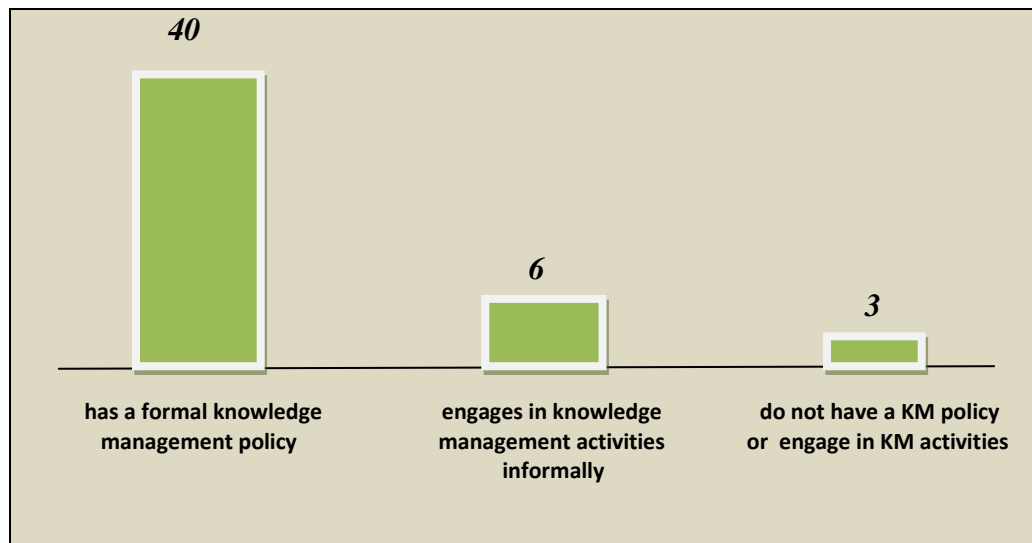 40
6
3
has a formal knowledge
management policy
engages in knowledge
management activities
informally
do not have a KM policy
or engage in KM activities